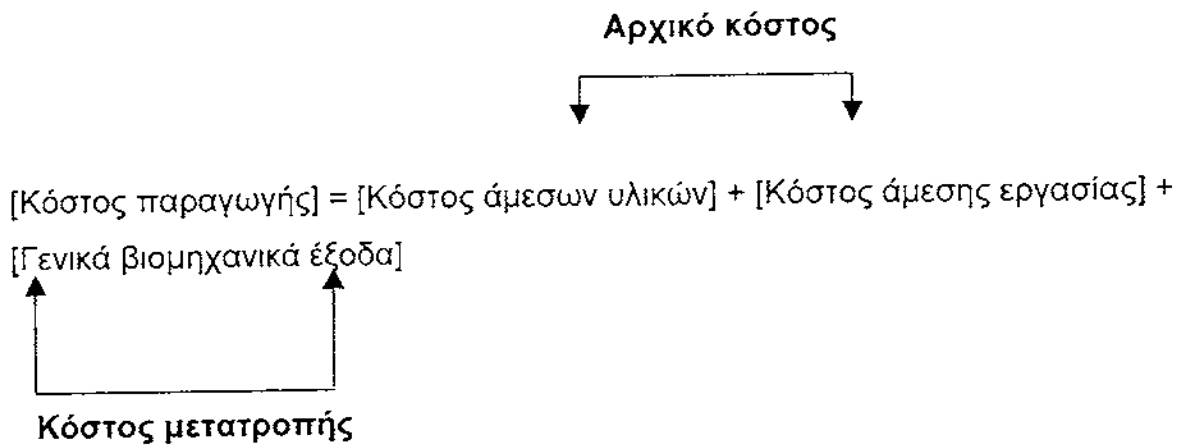 Αρχικό κόστος
[Κόστος παραγωγής] = [Κόστος άμεσων υλικών] + [Κόστος άμεσης εργασίας] +
[Γενικά βιομηχανικά έξοδα]
Κόστος μετατροπής